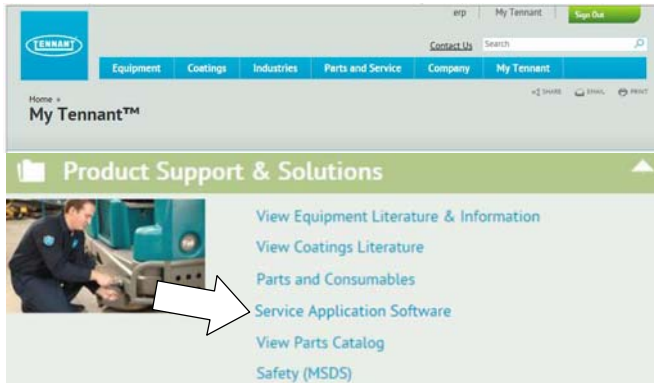 erp My Tennant Sign Out
TENNANT
Contact Us Search
Equipment Coatings Industries Parts and Service Company My Tennant
SHARE EMAIL PRINT
Home »
My Tennant™
Product Support & Solutions
View Equipment Literature & Information
View Coatings Literature
Parts and Consumables
Service Application Software
View Parts Catalog
Safety (MSDS)